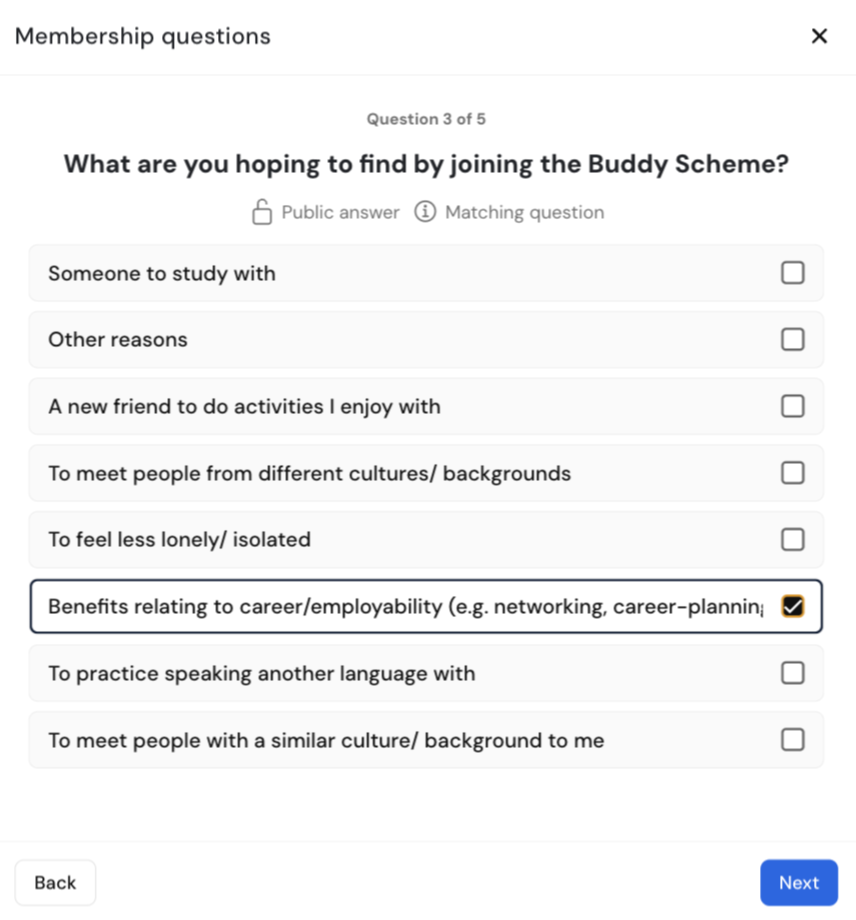 Membership questions
Question 3 of 5
What are you hoping to find by joining the Buddy Scheme?
Public answer Matching question
Someone to study with
Other reasons
A new friend to do activities I enjoy with
To meet people from different cultures/ backgrounds
To feel less lonely/ isolated
Benefits relating to career/employability (e.g. networking, career-planning
To practice speaking another language with
To meet people with a similar culture/ background to me
Back Next